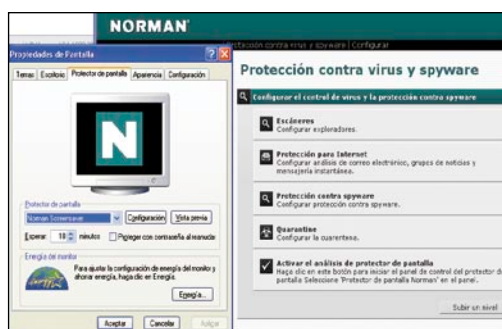 NORMAN
Protección contra virus y spyware | Configurar
Propiedades de Pantalla
Temas Escritorio Protector de pantalla Apariencia Configuración
N
Protector de pantalla
Norman Screensaver Configuración Vista previa
Esperar: 10 minutos Proteger con contraseña al reanudar
Energía del monitor
Para ajustar la configuración de energía del monitor y
ahorrar energía, haga clic en Energía.
Energía...
Aceptar Cancelar Aplicar
Protección contra virus y spyware
Configurar el control de virus y la protección contra spyware
Escáneres
Configurar exploradores.
Protección para Internet
Configurar análisis de correo electrónico, grupos de noticias y
mensajería instantánea.
Protección contra spyware
Configurar protección contra spyware.
Quarantine
Configurar la cuarentena.
Activar el análisis de protector de pantalla
Haga clic en este botón para iniciar el panel de control del protector de
pantalla Seleccione 'Protector de pantalla Norman' en el panel.
Subir un nivel